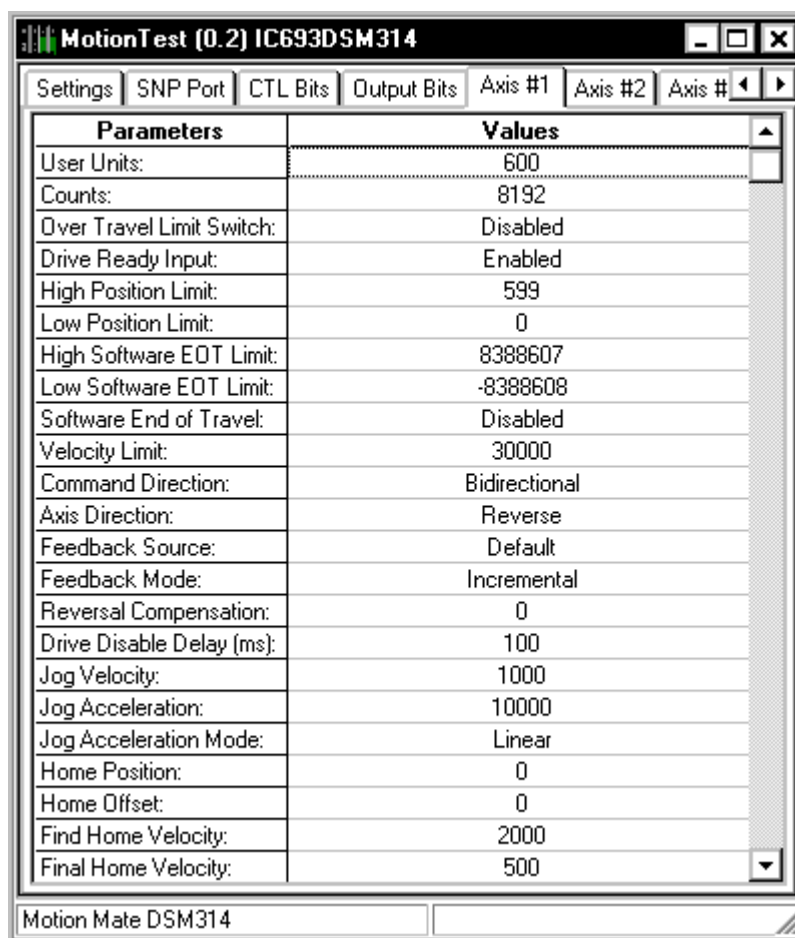 MotionTest (0.2) IC693DSM314
Settings SNP Port CTL Bits Output Bits Axis #1 Axis #2 Axis #
Parameters Values
User Units: 600
Counts: 8192
Over Travel Limit Switch: Disabled
Drive Ready Input: Enabled
High Position Limit: 599
Low Position Limit: 0
High Software EOT Limit: 8388607
Low Software EOT Limit: -8388608
Software End of Travel: Disabled
Velocity Limit: 30000
Command Direction: Bidirectional
Axis Direction: Reverse
Feedback Source: Default
Feedback Mode: Incremental
Reversal Compensation: 0
Drive Disable Delay (ms): 100
Jog Velocity: 1000
Jog Acceleration: 10000
Jog Acceleration Mode: Linear
Home Position: 0
Home Offset: 0
Find Home Velocity: 2000
Final Home Velocity: 500
Motion Mate DSM314